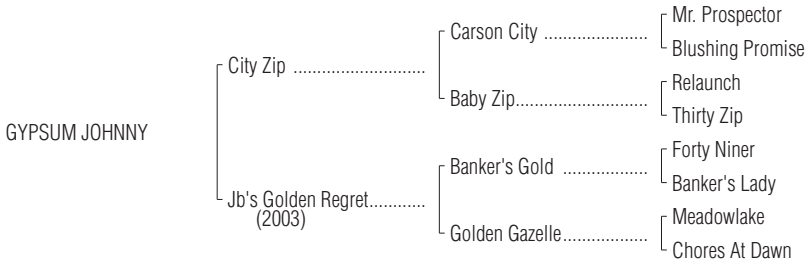 Mr. Prospector
Carson City ......................
Blushing Promise
City Zip ............................
Relaunch
Baby Zip............................
Thirty Zip
GYPSUM JOHNNY
Forty Niner
Banker's Gold ..................
Banker's Lady
Jb's Golden Regret............
(2003)
Meadowlake
Golden Gazelle..................
Chores At Dawn